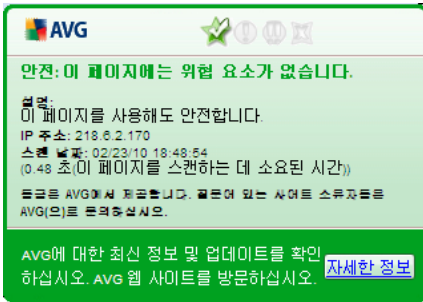 AVG
안전: 이 페이지에는 위협 요소가 없습니다.
설명:
이 페이지를 사용해도 안전합니다.
IP 주소: 218.6.2.170
스캔 날짜: 02/23/10 18:48:54
(0.48 초(이 페이지를 스캔하는 데 소요된 시간))
등급은 AVG에서 제공합니다. 질문이 있는 사이트 소유자들은
AVG(으)로 문의하십시오.
AVG에 대한 최신 정보 및 업데이트를 확인
하십시오. AVG 웹 사이트를 방문하십시오.
자세한 정보